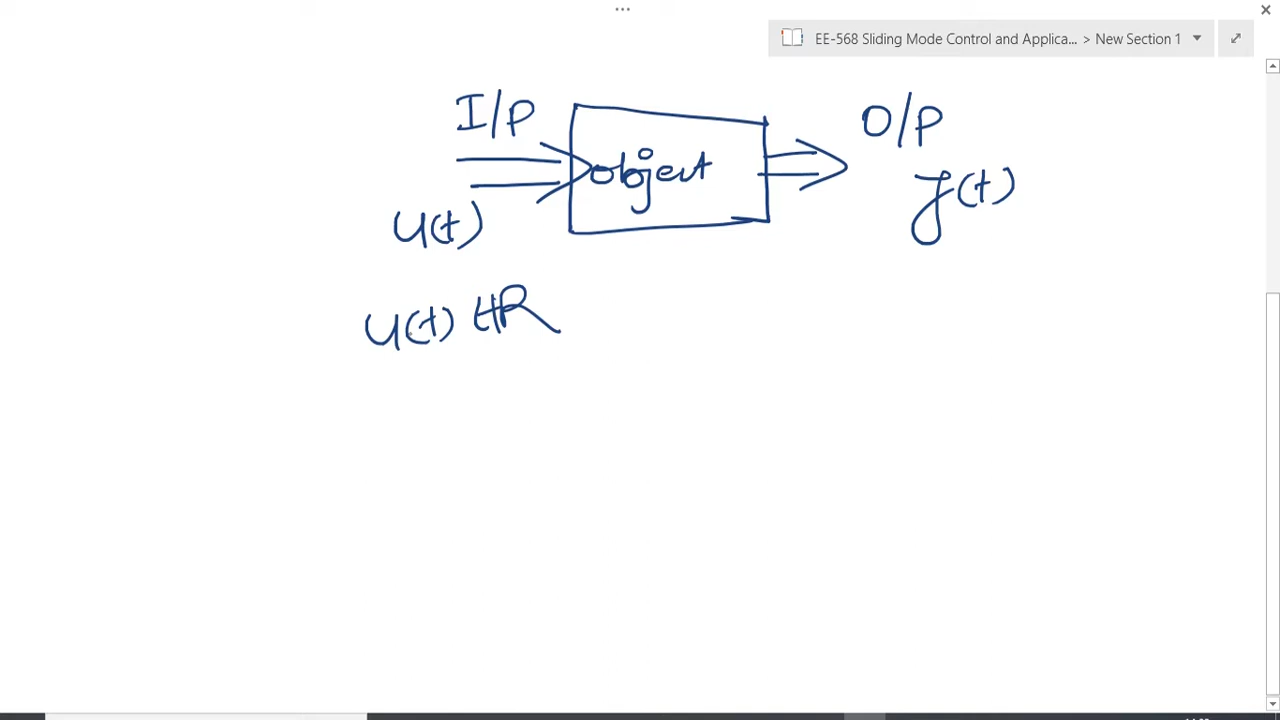 EE-568 Sliding Mode Control and Applica... > New Section 1
I/P
object
O/P
u(t)
y(t)
u(t) ∈ R